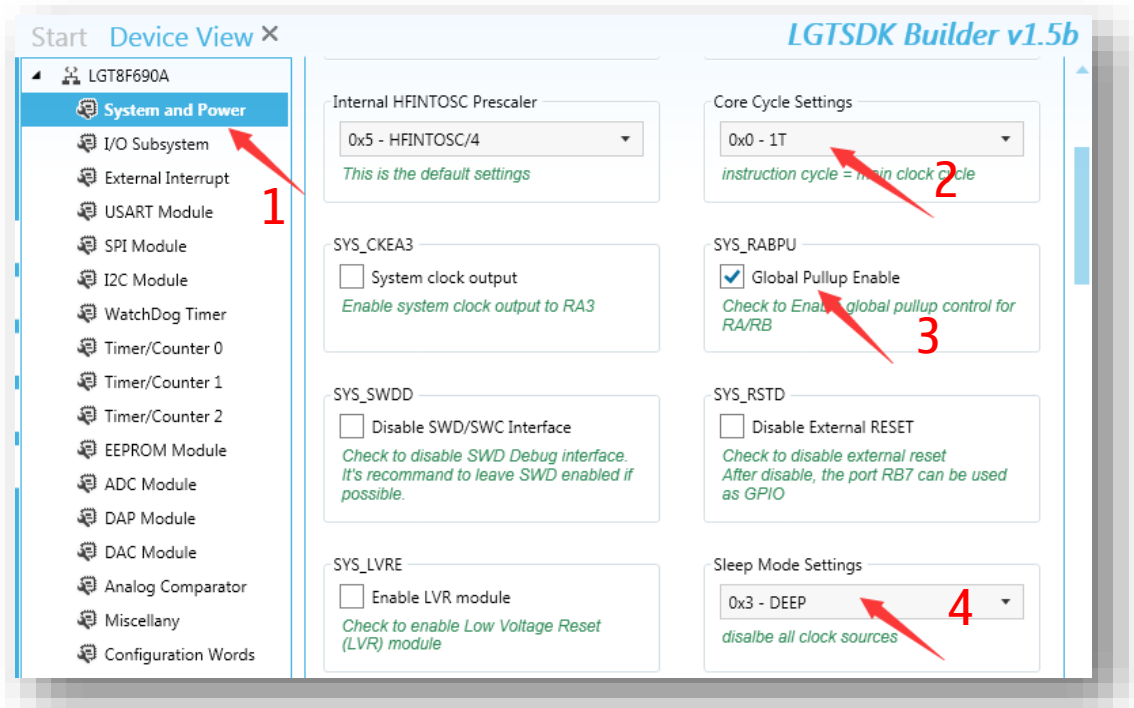 Start Device View ✕ LGTSDK Builder v1.5b
LGT8F690A
System and Power
I/O Subsystem
External Interrupt
USART Module
SPI Module
I2C Module
WatchDog Timer
Timer/Counter 0
Timer/Counter 1
Timer/Counter 2
EEPROM Module
ADC Module
DAP Module
DAC Module
Analog Comparator
Miscellany
Configuration Words
1
Internal HFINTOSC Prescaler
0x5 - HFINTOSC/4
This is the default settings
Core Cycle Settings
0x0 - 1T
instruction cycle = main clock cycle
2
SYS_CKEA3
System clock output
Enable system clock output to RA3
SYS_RABPU
Global Pullup Enable
Check to Enable global pullup control for
RA/RB
3
SYS_SWDD
Disable SWD/SWC Interface
Check to disable SWD Debug interface.
It's recommand to leave SWD enabled if
possible.
SYS_RSTD
Disable External RESET
Check to disable external reset
After disable, the port RB7 can be used
as GPIO
SYS_LVRE
Enable LVR module
Check to enable Low Voltage Reset
(LVR) module
Sleep Mode Settings
0x3 - DEEP
disalbe all clock sources
4